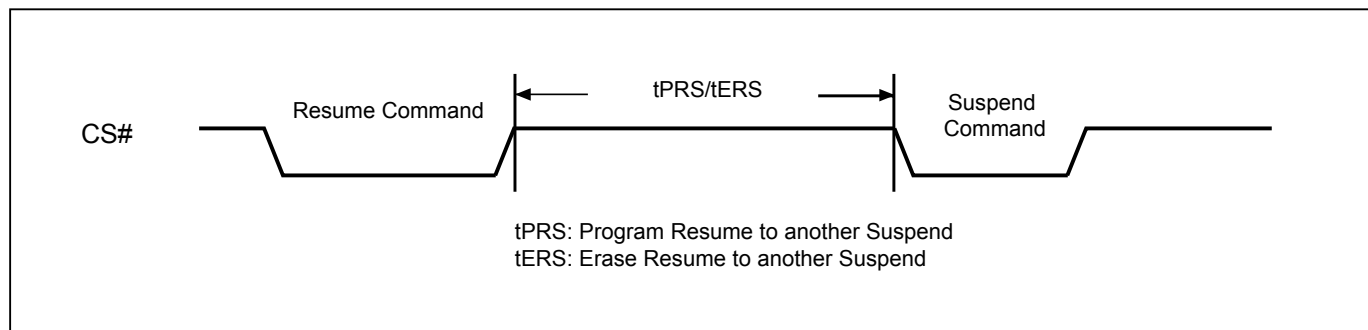 tPRS/tERS
Resume Command
Suspend
Command
CS#
tPRS: Program Resume to another Suspend
tERS: Erase Resume to another Suspend